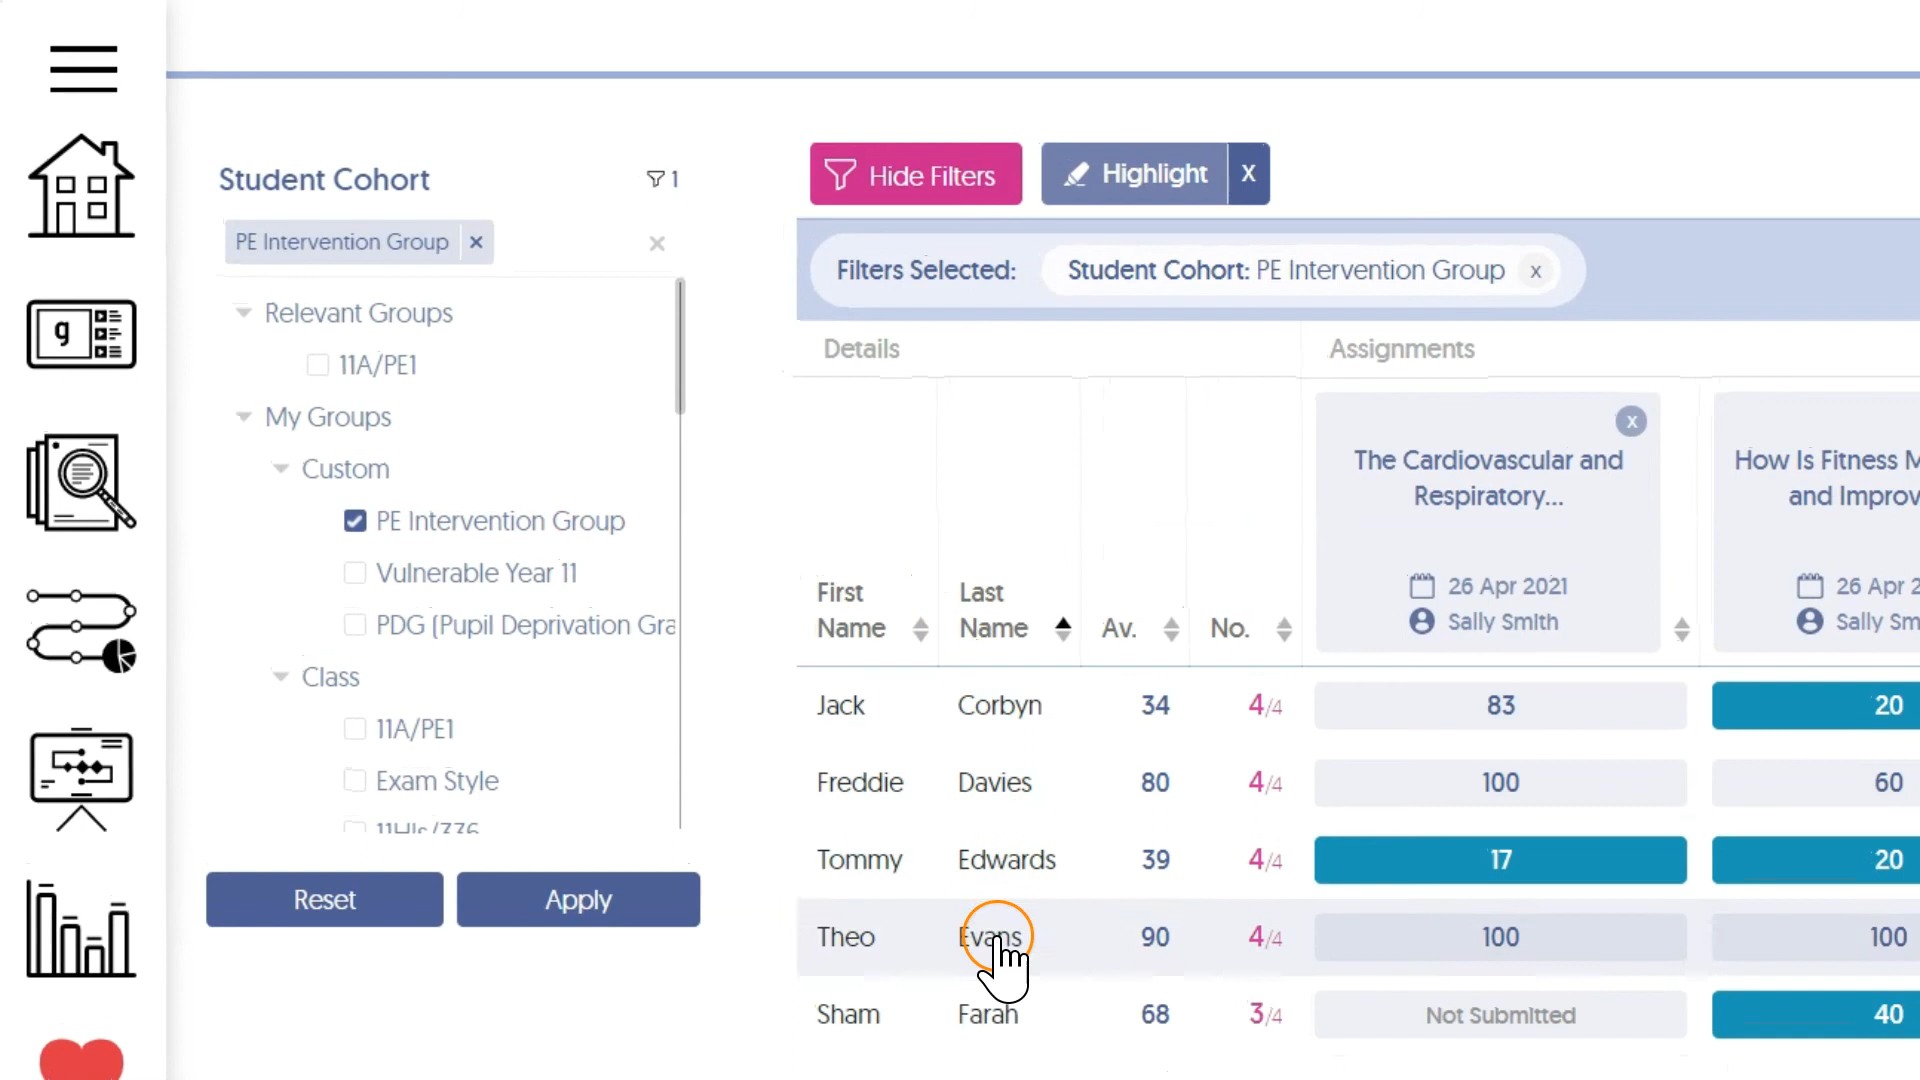 Student Cohort
1
PE Intervention Group ×
×
Relevant Groups
11A/PE1
My Groups
Custom
PE Intervention Group
Vulnerable Year 11
PDG (Pupil Deprivation Gra
Class
11A/PE1
Exam Style
Reset
Apply
Hide Filters
Highlight X
Filters Selected: Student Cohort: PE Intervention Group x
Details
Assignments
First Name
Last Name
Av.
No.
x
The Cardiovascular and
Respiratory...
26 Apr 2021
Sally Smith
How Is Fitness M
and Improv
26 Apr 2
Sally Sm
Jack Corbyn 34 4/4 83 20
Freddie Davies 80 4/4 100 60
Tommy Edwards 39 4/4 17 20
Theo Evans 90 4/4 100 100
Sham Farah 68 3/4 Not Submitted 40
g